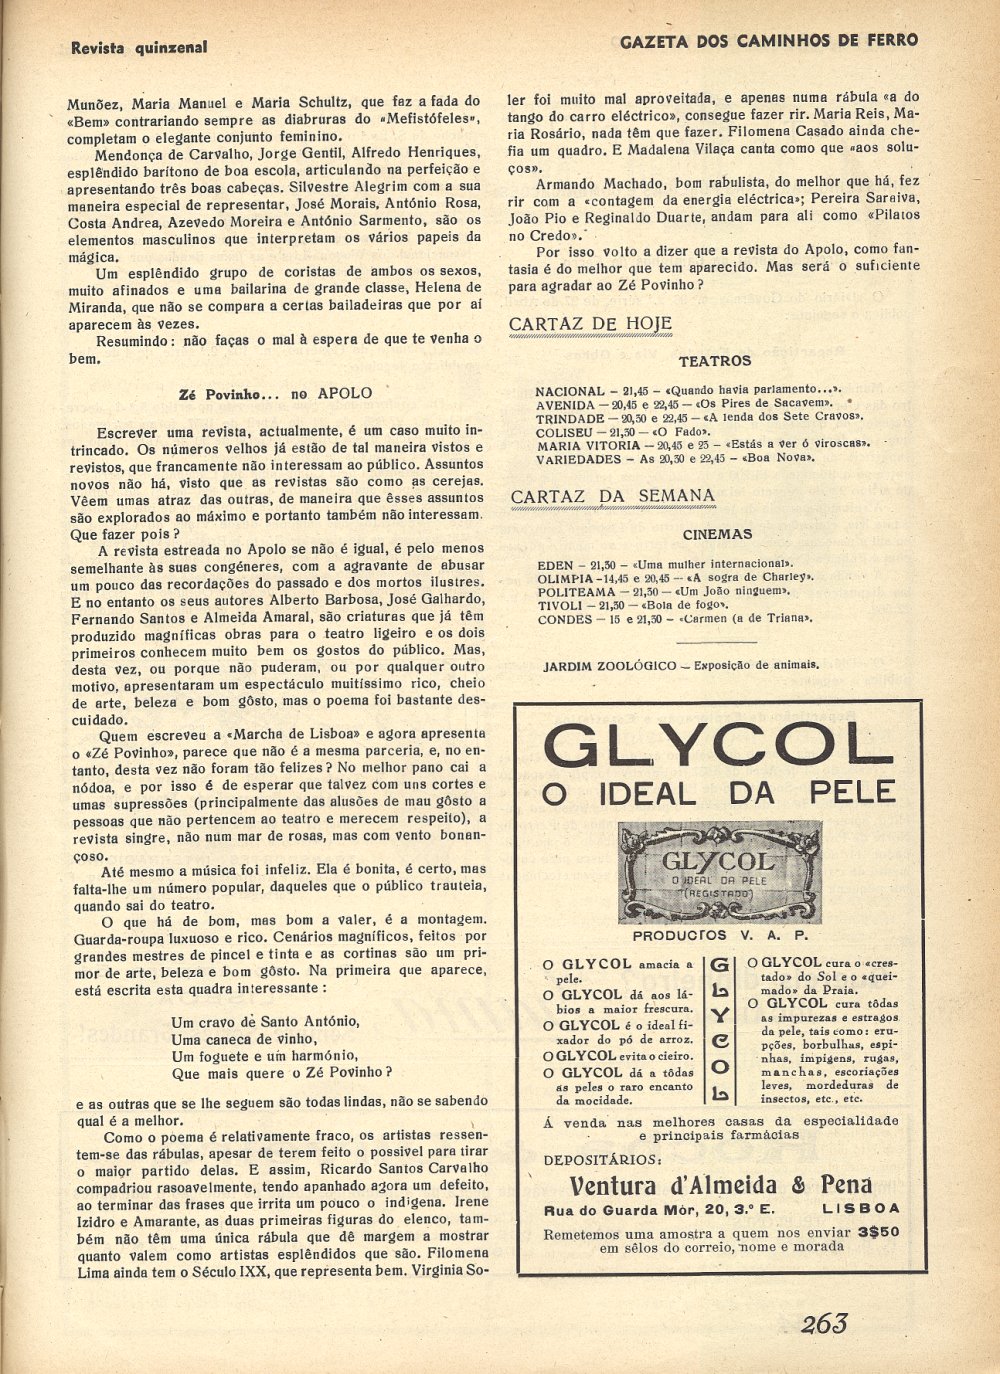 Revista quinzenal
GAZETA DOS CAMINHOS DE FERRO
Munõez, Maria Manuel e Maria Schultz, que faz a fada do
«Bem» contrariando sempre as diabruras do «Mefistófeles»,
completam o elegante conjunto feminino.
Mendonça de Carvalho, Jorge Gentil, Alfredo Henriques,
esplêndido barítono de boa escola, articulando na perfeição e
apresentando três boas cabeças. Silvestre Alegrim com a sua
maneira especial de representar, José Morais, António Rosa,
Costa Andrea, Azevedo Moreira e António Sarmento, são os
elementos masculinos que interpretam os vários papeis da
mágica.
Um esplêndido grupo de coristas de ambos os sexos,
muito afinados e uma bailarina de grande classe, Helena de
Miranda, que não se compara a certas bailadeiras que por aí
aparecem às vezes.
Resumindo: não faças o mal à espera de que te venha o
bem.
Zé Povinho... no APOLO
Escrever uma revista, actualmente, é um caso muito in-
trincado. Os números velhos já estão de tal maneira vistos e
revistos, que francamente não interessam ao público. Assuntos
novos não há, visto que as revistas são como as cerejas.
Vêem umas atraz das outras, de maneira que êsses assuntos
são explorados ao máximo e portanto também não interessam.
Que fazer pois?
A revista estreada no Apolo se não é igual, é pelo menos
semelhante às suas congéneres, com a agravante de abusar
um pouco das recordações do passado e dos mortos ilustres.
E no entanto os seus autores Alberto Barbosa, José Galhardo,
Fernando Santos e Almeida Amaral, são criaturas que já têm
produzido magníficas obras para o teatro ligeiro e os dois
primeiros conhecem muito bem os gostos do público. Mas,
desta vez, ou porque não puderam, ou por qualquer outro
motivo, apresentaram um espectáculo muitíssimo rico, cheio
de arte, beleza e bom gôsto, mas o poema foi bastante des-
cuidado.
Quem escreveu a «Marcha de Lisboa» e agora apresenta
o «Zé Povinho», parece que não é a mesma parceria, e, no en-
tanto, desta vez não foram tão felizes? No melhor pano cai a
nódoa, e por isso é de esperar que talvez com uns cortes e
umas supressões (principalmente das alusões de mau gôsto a
pessoas que não pertencem ao teatro e merecem respeito), a
revista singre, não num mar de rosas, mas com vento bonan-
çoso.
Até mesmo a música foi infeliz. Ela é bonita, é certo, mas
falta-lhe um número popular, daqueles que o público trauteia,
quando sai do teatro.
O que há de bom, mas bom a valer, é a montagem.
Guarda-roupa luxuoso e rico. Cenários magníficos, feitos por
grandes mestres de pincel e tinta e as cortinas são um pri-
mor de arte, beleza e bom gôsto. Na primeira que aparece,
está escrita esta quadra interessante:
Um cravo de Santo António,
Uma caneca de vinho,
Um foguete e um harmónio,
Que mais quere o Zé Povinho?
e as outras que se lhe seguem são todas lindas, não se sabendo
qual é a melhor.
Como o poema é relativamente fraco, os artistas ressen-
tem-se das rábulas, apesar de terem feito o possivel para tirar
o maior partido delas. E assim, Ricardo Santos Carvalho
compadriou rasoavelmente, tendo apanhado agora um defeito,
ao terminar das frases que irrita um pouco o indígena. Irene
Izidro e Amarante, as duas primeiras figuras do elenco, tam-
bém não têm uma única rábula que dê margem a mostrar
quanto valem como artistas esplêndidos que são. Filomena
Lima ainda tem o Século IXX, que representa bem. Virginia So-
ler foi muito mal aproveitada, e apenas numa rábula «a do
tango do carro eléctrico», consegue fazer rir. Maria Reis, Ma-
ria Rosário, nada têm que fazer. Filomena Casado ainda che-
fia um quadro. E Madalena Vilaça canta como que «aos solu-
ços».
Armando Machado, bom rabulista, do melhor que há, fez
rir com a «contagem da energia eléctrica»; Pereira Saraiva,
João Pio e Reginaldo Duarte, andam para ali como «Pilatos
no Credo».
Por isso volto a dizer que a revista do Apolo, como fan-
tasia é do melhor que tem aparecido. Mas será o suficiente
para agradar ao Zé Povinho?
CARTAZ DE HOJE
TEATROS
NACIONAL — 21,45 — «Quando havia parlamento...».
AVENIDA — 20,45 e 22,45 — «Os Pires de Sacavem».
TRINDADE — 20,30 e 22,45 — «A lenda dos Sete Cravos».
COLISEU — 21,30 — «O Fado».
MARIA VITORIA — 20,45 e 23 — «Estás a ver ó viroscas».
VARIEDADES — As 20,30 e 22,45 — «Boa Nova».
CARTAZ DA SEMANA
CINEMAS
EDEN — 21,30 — «Uma mulher internacional».
OLIMPIA — 14,45 e 20,45 — «A sogra de Charley».
POLITEAMA — 21,30 — «Um João ninguem».
TIVOLI — 21,30 — «Bola de fogo».
CONDES — 15 e 21,30 — «Carmen (a de Triana».
JARDIM ZOOLÓGICO — Exposição de animais.
GLYCOL
O IDEAL DA PELE
GLYCOL
O IDEAL DA PELE
(REGISTADO)
PRODUCTOS V. A. P.
O GLYCOL amacia a
pele.
O GLYCOL dá aos lá-
bios a maior frescura.
O GLYCOL é o ideal fi-
xador do pó de arroz.
O GLYCOL evita o cieiro.
O GLYCOL dá a tôdas
as peles o raro encanto
da mocidade.
GLYCOL
O GLYCOL cura o «cres-
tado» do Sol e o «quei-
mado» da Praia.
O GLYCOL cura tôdas
as impurezas e estragos
da pele, tais como: eru-
pções, borbulhas, espi-
nhas, impigens, rugas,
manchas, escoriações
leves, mordeduras de
insectos, etc., etc.
Á venda nas melhores casas da especialidade
e principais farmácias
DEPOSITÁRIOS:
Ventura d'Almeida & Pena
Rua do Guarda Mór, 20, 3.º E. LISBOA
Remetemos uma amostra a quem nos enviar 3$50
em sêlos do correio, nome e morada
263